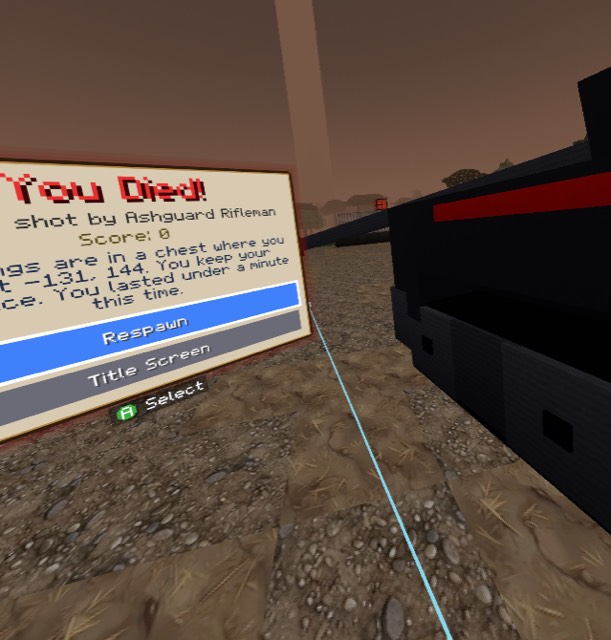 You Died!
shot by Ashguard Rifleman
Score: 0
ngs are in a chest where you
t -131, 144. You keep your
ce. You lasted under a minute
this time.
Respawn
Title Screen
A Select